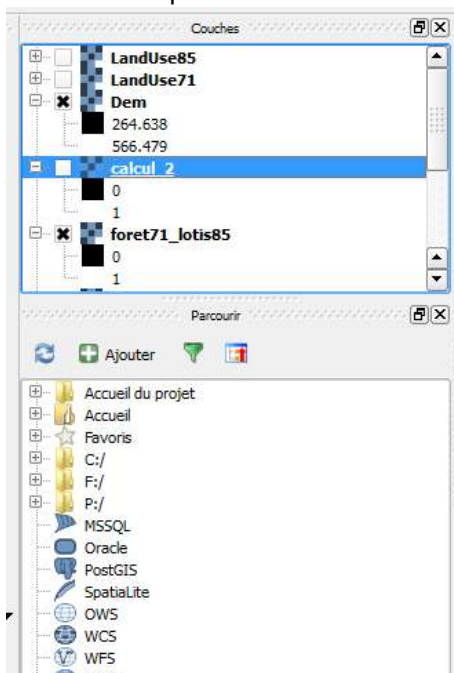 Couches
LandUse85
LandUse71
Dem
264.638
566.479
calcul_2
0
1
foret71_lotis85
0
1
Parcourir
Ajouter
Accueil du projet
Accueil
Favoris
C:/
F:/
P:/
MSSQL
Oracle
PostGIS
SpatiaLite
OWS
WCS
WFS